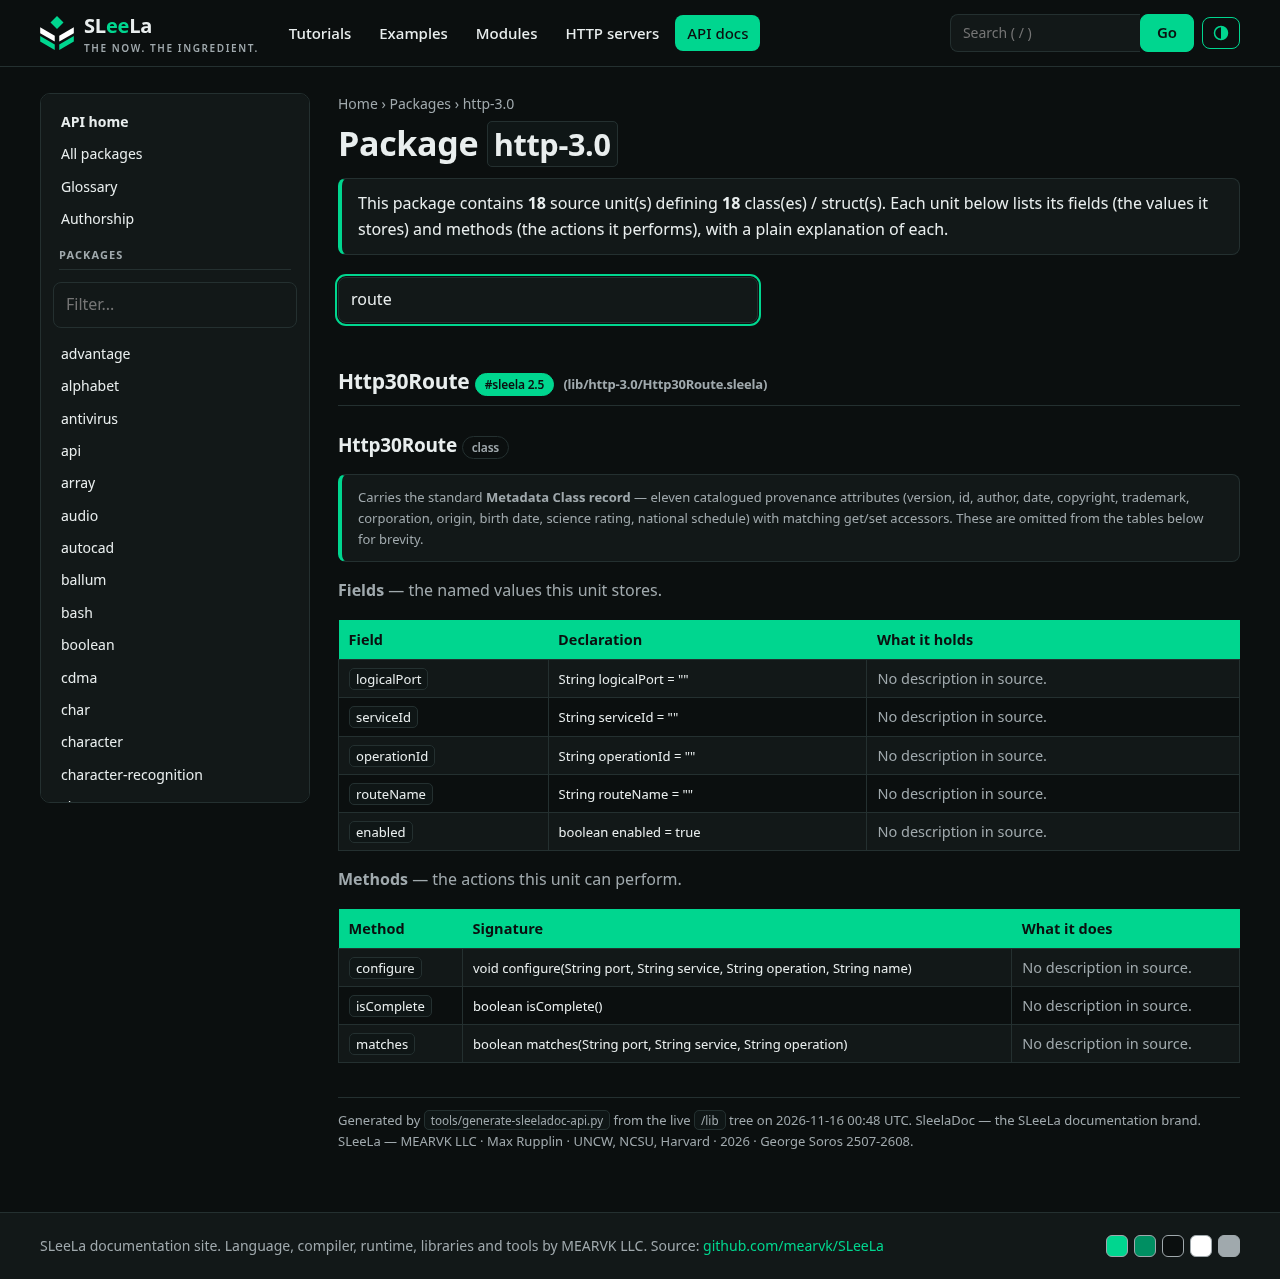 SLeeLa
THE NOW. THE INGREDIENT.
Tutorials
Examples
Modules
HTTP servers
API docs
Search ( / )
Go
API home
All packages
Glossary
Authorship
PACKAGES
Filter...
advantage
alphabet
antivirus
api
array
audio
autocad
ballum
bash
boolean
cdma
char
character
character-recognition
Home › Packages › http-3.0
Package http-3.0
This package contains 18 source unit(s) defining 18 class(es) / struct(s). Each unit below lists its fields (the values it
stores) and methods (the actions it performs), with a plain explanation of each.
route
Http30Route #sleela 2.5 (lib/http-3.0/Http30Route.sleela)
Http30Route class
Carries the standard Metadata Class record — eleven catalogued provenance attributes (version, id, author, date, copyright, trademark,
corporation, origin, birth date, science rating, national schedule) with matching get/set accessors. These are omitted from the tables below
for brevity.
Fields — the named values this unit stores.
Field Declaration What it holds
logicalPort String logicalPort = "" No description in source.
serviceId String serviceId = "" No description in source.
operationId String operationId = "" No description in source.
routeName String routeName = "" No description in source.
enabled boolean enabled = true No description in source.
Methods — the actions this unit can perform.
Method Signature What it does
configure void configure(String port, String service, String operation, String name) No description in source.
isComplete boolean isComplete() No description in source.
matches boolean matches(String port, String service, String operation) No description in source.
Generated by tools/generate-sleeladoc-api.py from the live /lib tree on 2026-11-16 00:48 UTC. SleelaDoc — the SLeeLa documentation brand.
SLeeLa — MEARVK LLC · Max Rupplin · UNCW, NCSU, Harvard · 2026 · George Soros 2507-2608.
SLeeLa documentation site. Language, compiler, runtime, libraries and tools by MEARVK LLC. Source: github.com/mearvk/SLeeLa